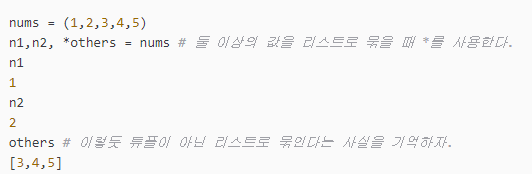 nums = (1,2,3,4,5)
n1,n2, *others = nums # 둘 이상의 값을 리스트로 묶을 때 *를 사용한다.
n1
1
n2
2
others # 이렇듯 튜플이 아닌 리스트로 묶인다는 사실을 기억하자.
[3,4,5]